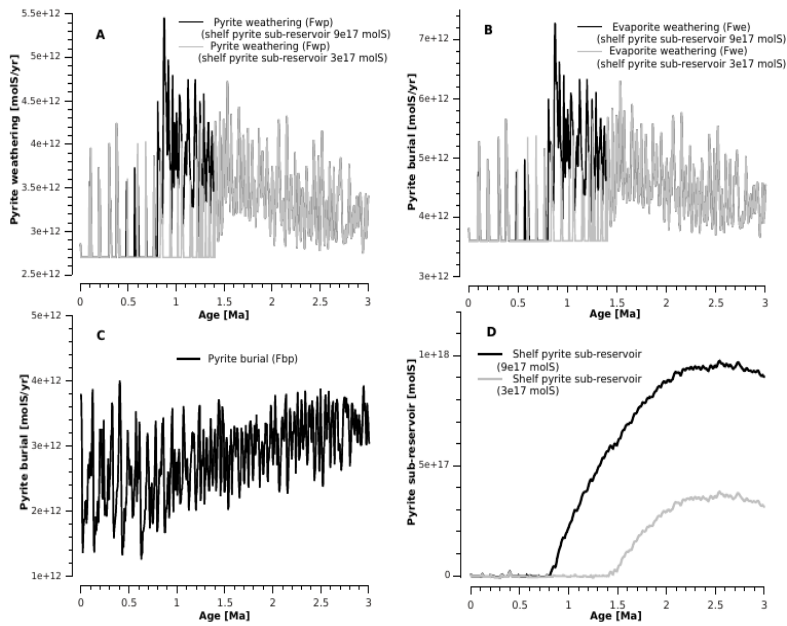 A
Pyrite weathering (Fwp)
(shelf pyrite sub-reservoir 9e17 molS)
Pyrite weathering (Fwp)
(shelf pyrite sub-reservoir 3e17 molS)
Pyrite weathering [molS/yr]
5.5e+12
5e+12
4.5e+12
4e+12
3.5e+12
3e+12
2.5e+12
0
0.5
1
1.5
2
2.5
3
Age [Ma]
B
Evaporite weathering (Fwe)
(shelf pyrite sub-reservoir 9e17 molS)
Evaporite weathering (Fwe)
(shelf pyrite sub-reservoir 3e17 molS)
Pyrite burial [molS/yr]
7e+12
6e+12
5e+12
4e+12
3e+12
0
0.5
1
1.5
2
2.5
3
Age [Ma]
C
Pyrite burial (Fbp)
Pyrite burial [molS/yr]
5e+12
4e+12
3e+12
2e+12
1e+12
0
0.5
1
1.5
2
2.5
3
Age [Ma]
D
Shelf pyrite sub-reservoir
(9e17 molS)
Shelf pyrite sub-reservoir
(3e17 molS)
Pyrite sub-reservoir [molS]
1e+18
5e+17
0
0
0.5
1
1.5
2
2.5
3
Age [Ma]